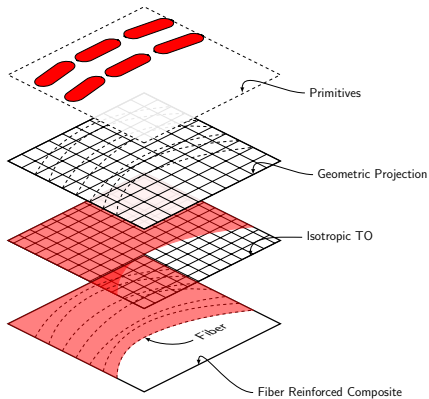 Primitives
Geometric Projection
Isotropic TO
Fiber
Fiber Reinforced Composite